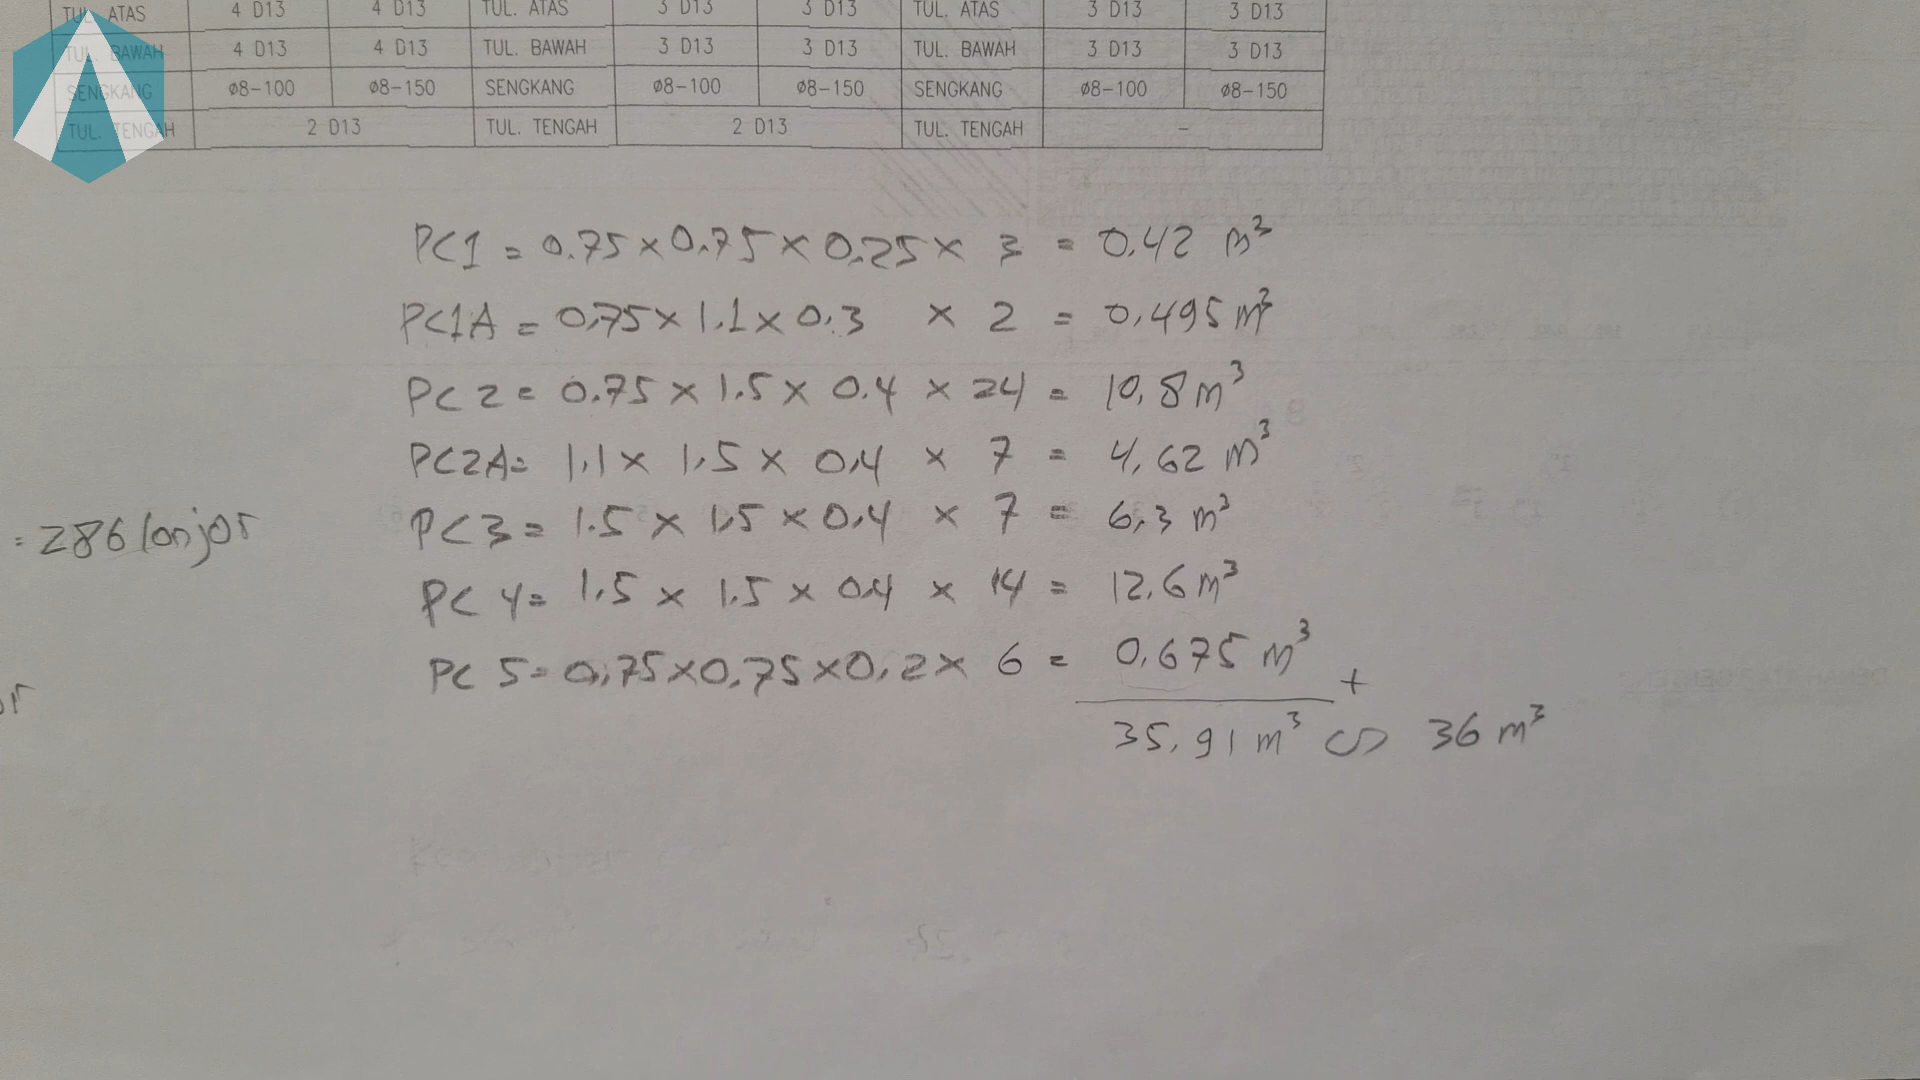 TUL. ATAS 4 D13 4 D13 TUL. ATAS 3 D13 3 D13 TUL. ATAS 3 D13 3 D13
TUL. BAWAH 4 D13 4 D13 TUL. BAWAH 3 D13 3 D13 TUL. BAWAH 3 D13 3 D13
SENGKANG ø8-100 ø8-150 SENGKANG ø8-100 ø8-150 SENGKANG ø8-100 ø8-150
TUL. TENGAH 2 D13 TUL. TENGAH 2 D13 TUL. TENGAH -
PC1 = 0.75 x 0.75 x 0.25 x 3 = 0.42 m³
PC1A = 0,75 x 1.1 x 0.3 x 2 = 0,495 m³
PC2 = 0.75 x 1.5 x 0.4 x 24 = 10,8 m³
PC2A = 1.1 x 1.5 x 0.4 x 7 = 4,62 m³
PC3 = 1.5 x 1.5 x 0.4 x 7 = 6,3 m³
= 286 lonjor
PC 4 = 1.5 x 1.5 x 0.4 x 14 = 12.6 m³
PC 5 = 0,75 x 0,75 x 0,2 x 6 = 0.675 m³ +
35,91 m³ ∽ 36 m³